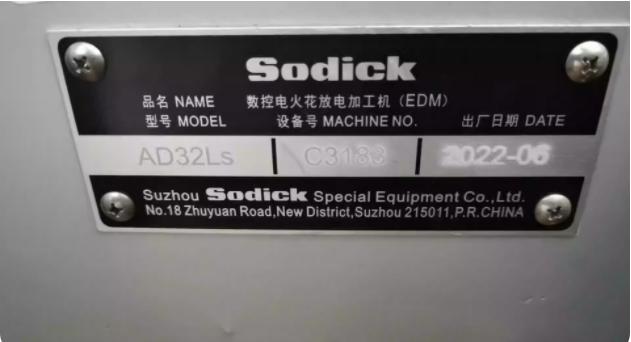 Sodick
品名 NAME 数控电火花放电加工机（EDM）
型号 MODEL 设备号 MACHINE NO. 出厂日期 DATE
AD32Ls C3183 2022-06
Suzhou Sodick Special Equipment Co.,Ltd.
No.18 Zhuyuan Road,New District,Suzhou 215011,P.R.CHINA